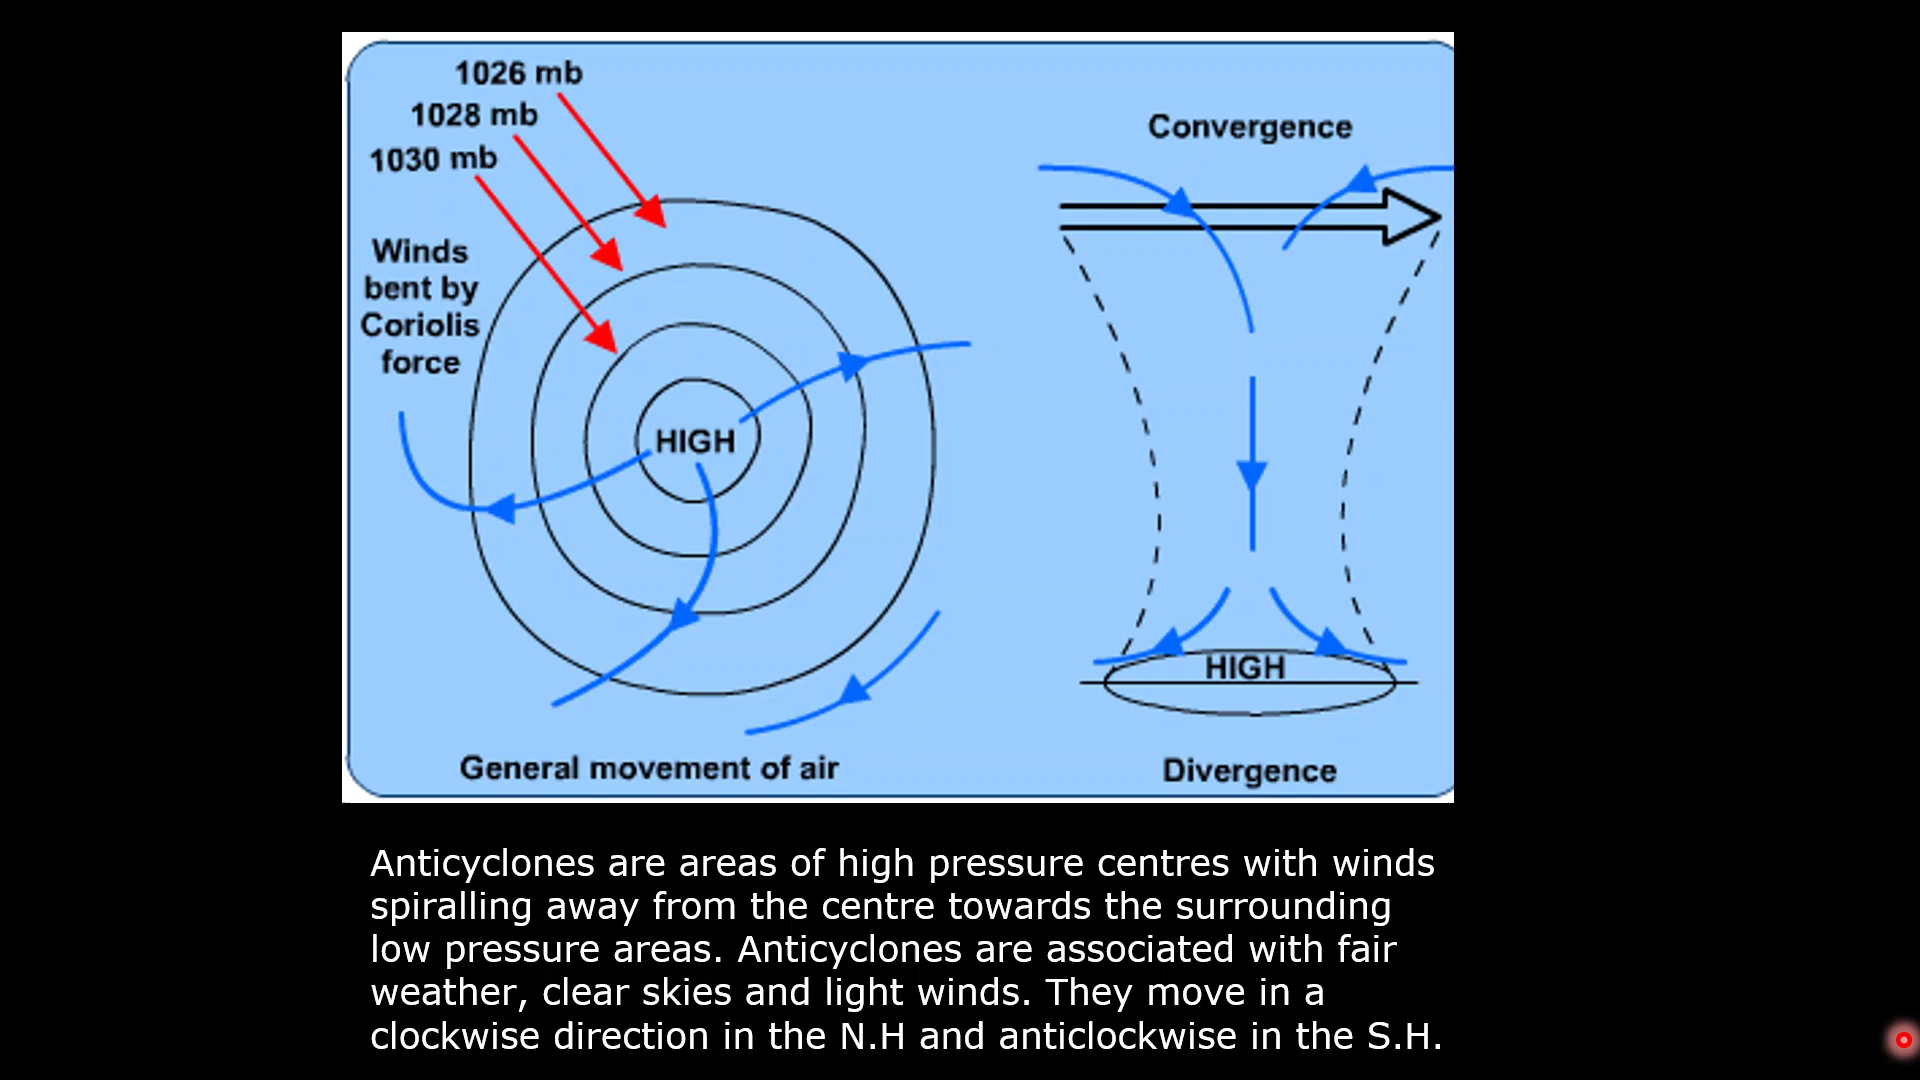 1026 mb
1028 mb
1030 mb
Winds
bent by
Coriolis
force
HIGH
General movement of air
Convergence
HIGH
Divergence
Anticyclones are areas of high pressure centres with winds
spiralling away from the centre towards the surrounding
low pressure areas. Anticyclones are associated with fair
weather, clear skies and light winds. They move in a
clockwise direction in the N.H and anticlockwise in the S.H.